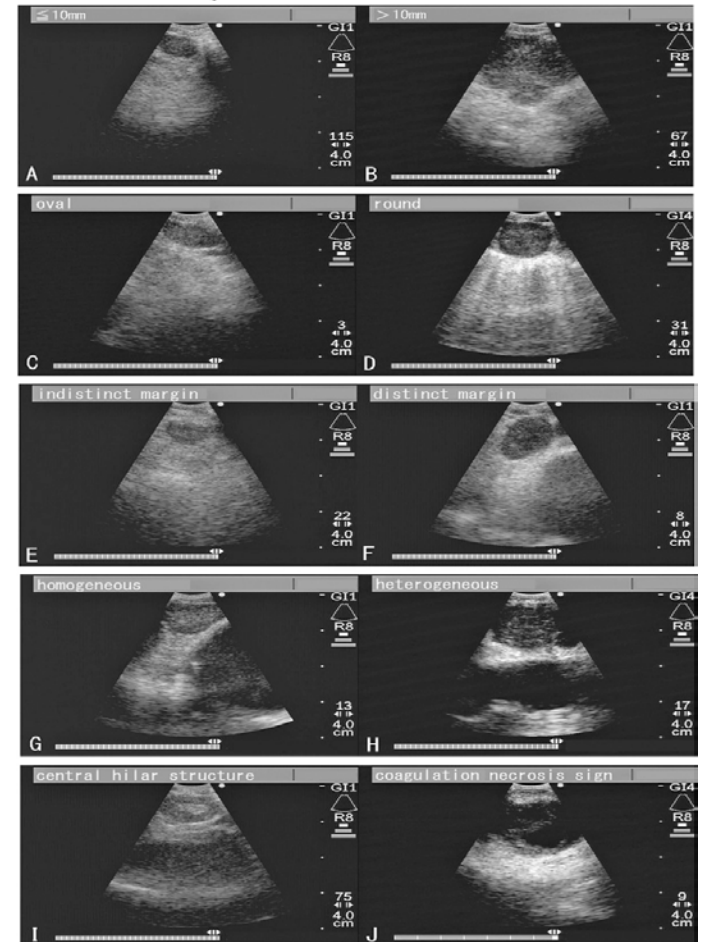 ≦10mm
GI1
R8
115
4.0
cm
A
>10mm
GI1
R8
67
4.0
cm
B
oval
GI1
R8
3
4.0
cm
C
round
GI4
R8
31
4.0
cm
D
indistinct margin
GI1
R8
22
4.0
cm
E
distinct margin
GI1
R8
8
4.0
cm
F
homogeneous
GI1
R8
13
4.0
cm
G
heterogeneous
GI4
R8
17
4.0
cm
H
central hilar structure
GI1
R8
75
4.0
cm
I
coagulation necrosis sign
GI4
R8
9
4.0
cm
J